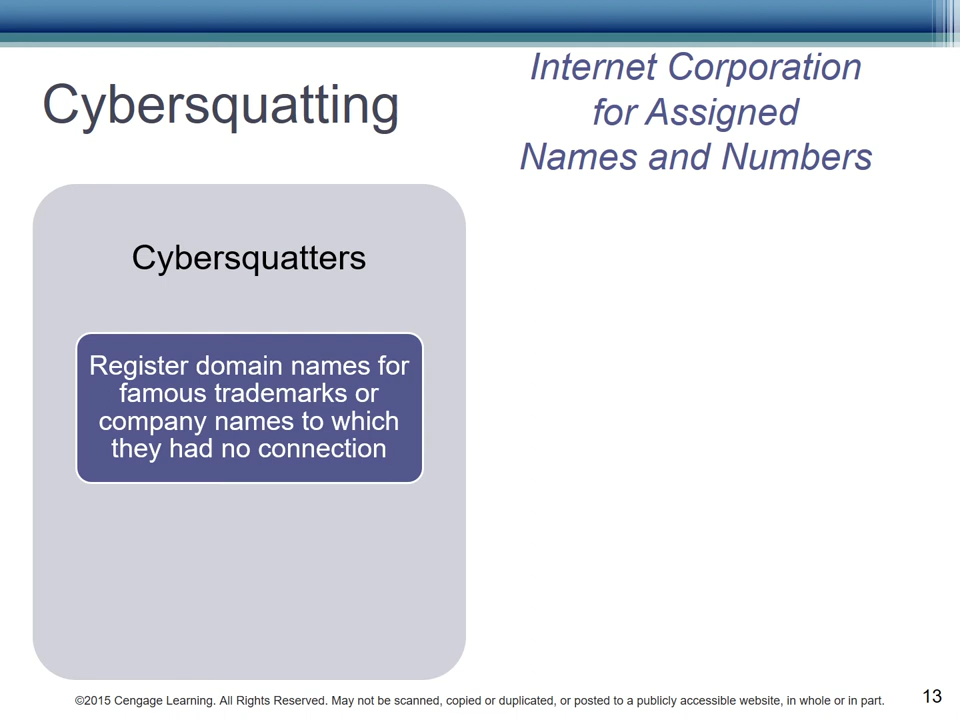 Cybersquatting
Internet Corporation
for Assigned
Names and Numbers
Cybersquatters
Register domain names for
famous trademarks or
company names to which
they had no connection
©2015 Cengage Learning. All Rights Reserved. May not be scanned, copied or duplicated, or posted to a publicly accessible website, in whole or in part.
13